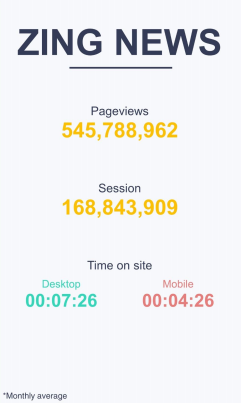 ZING NEWS
Pageviews
545,788,962
Session
168,843,909
Time on site
Desktop Mobile
00:07:26 00:04:26
*Monthly average